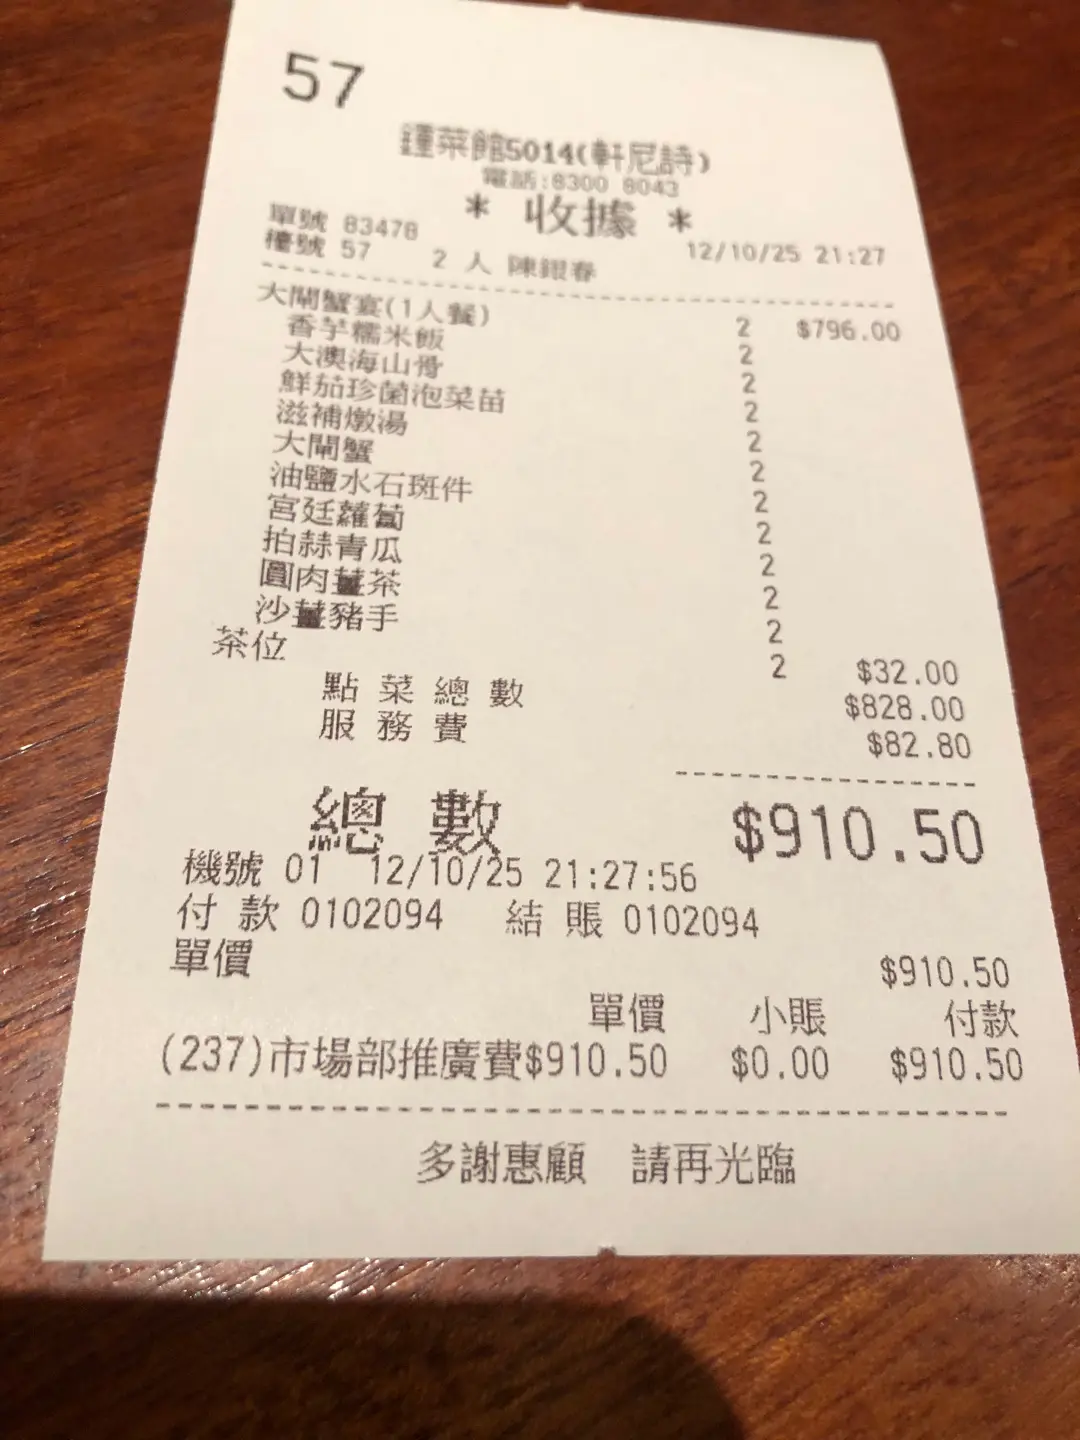 57
鍾菜館5014(軒尼詩)
電話:8300 8043
* 收據 *
單號 83478
12/10/25 21:27
檯號 57 2 人 陳銀春
大閘蟹宴(1人餐) 2 $796.00
香芋糯米飯 2
大澳海山骨 2
鮮茄珍菌泡菜苗 2
滋補燉湯 2
大閘蟹 2
油鹽水石斑件 2
宮廷蘿蔔 2
拍蒜青瓜 2
圓肉薑茶 2
沙薑豬手 2
茶位 2 $32.00
點菜總數 $828.00
服務費 $82.80
總數 $910.50
機號 01 12/10/25 21:27:56
付款 0102094 結賬 0102094
單價 $910.50
單價 小賬 付款
(237)市場部推廣費$910.50 $0.00 $910.50
多謝惠顧 請再光臨